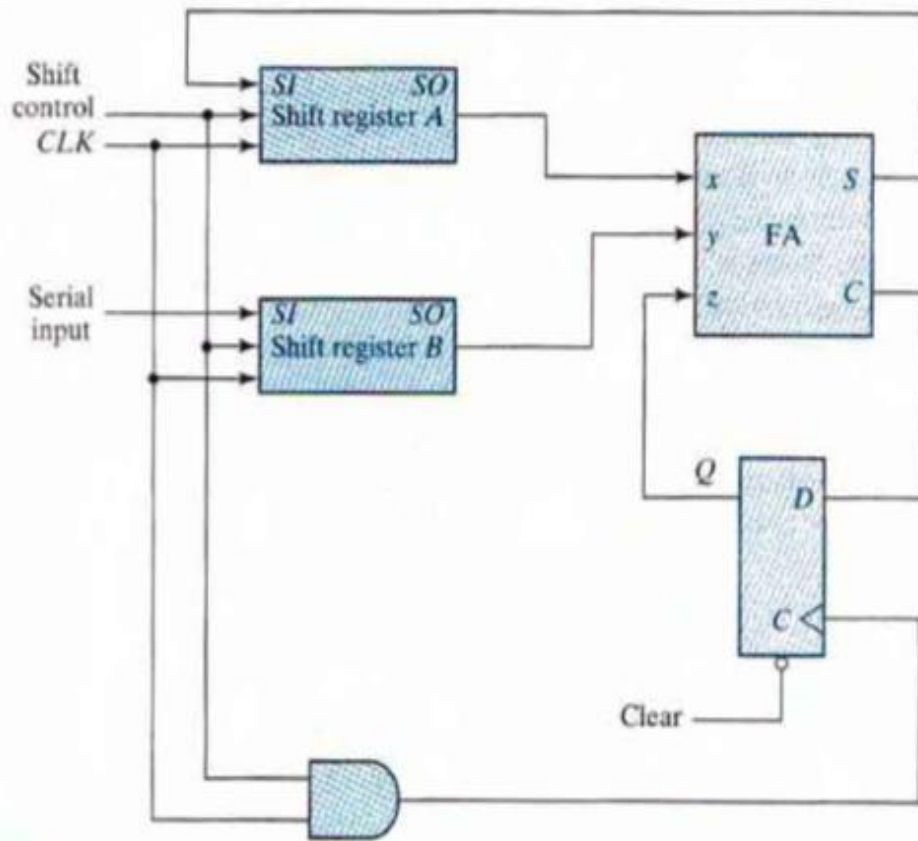 Shift
control
CLK
SI SO
Shift register A
x S
y FA
z C
Serial
input
SI SO
Shift register B
Q
D
C
Clear